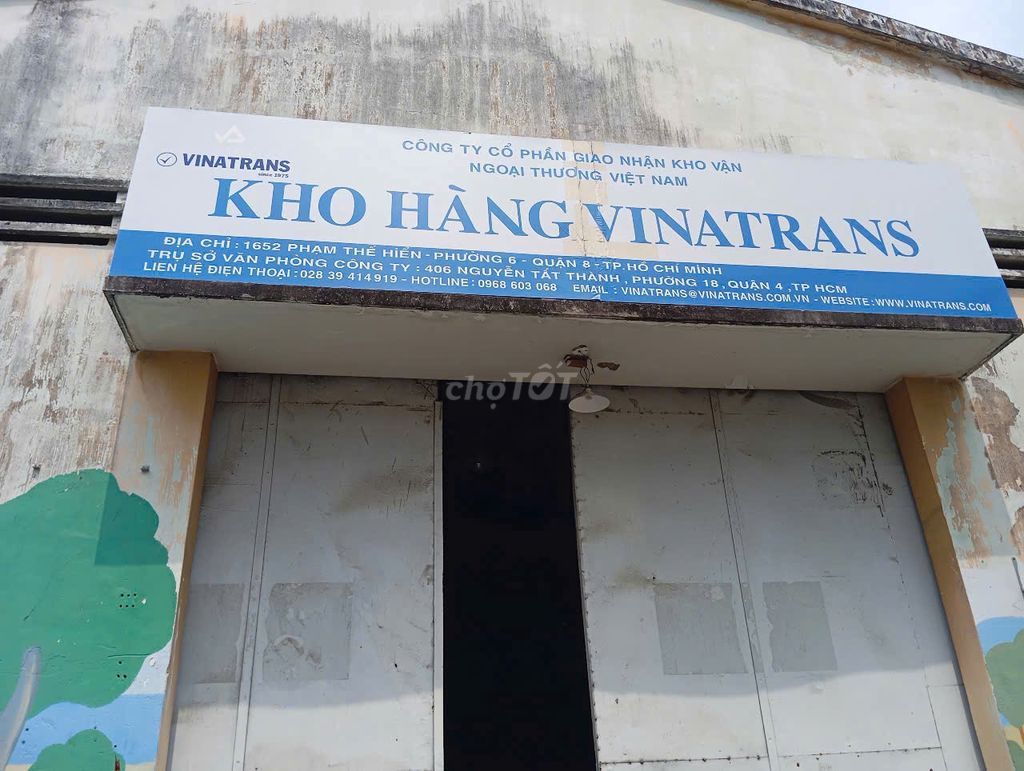 CÔNG TY CỔ PHẦN GIAO NHẬN KHO VẬN
NGOẠI THƯƠNG VIỆT NAM
VINATRANS
since 1975
KHO HÀNG VINATRANS
ĐỊA CHỈ : 1652 PHẠM THẾ HIỂN - PHƯỜNG 6 - QUẬN 8 - TP.HỒ CHÍ MINH
TRỤ SỞ VĂN PHÒNG CÔNG TY : 406 NGUYỄN TẤT THÀNH , PHƯỜNG 18 , QUẬN 4 ,TP HCM
LIÊN HỆ ĐIỆN THOẠI : 028 39 414 919 - HOTLINE : 0968 603 068 EMAIL : VINATRANS@VINATRANS.COM.VN - WEBSITE : WWW.VINATRANS.COM
chợTỐT